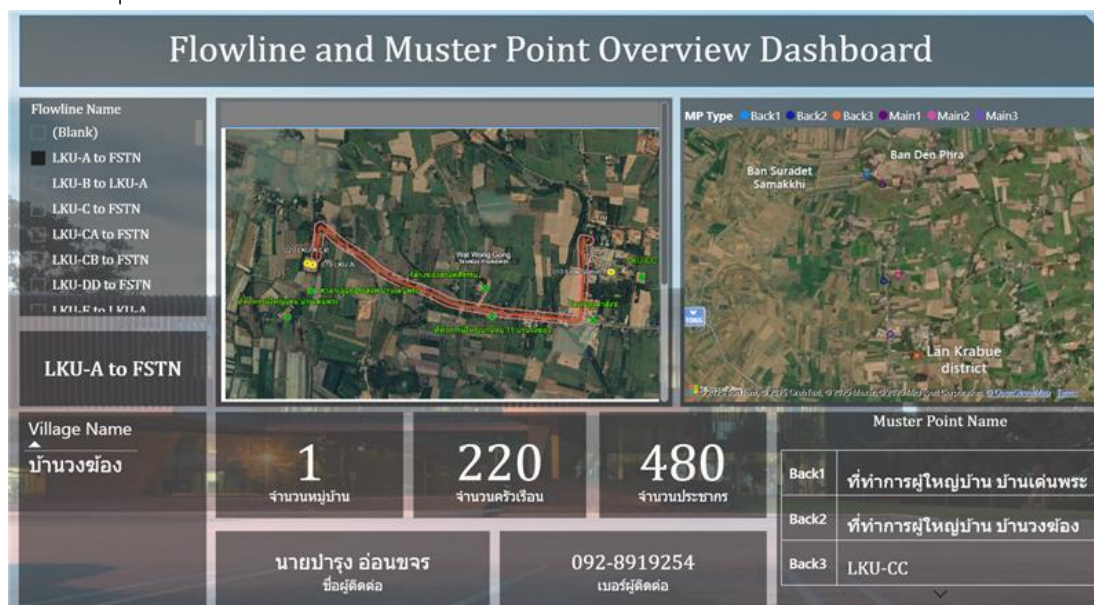 Flowline and Muster Point Overview Dashboard
Flowline Name
(Blank)
LKU-A to FSTN
LKU-B to LKU-A
LKU-C to FSTN
LKU-CA to FSTN
LKU-CB to FSTN
LKU-DD to FSTN
LKU-E to LKU-A
LKU-A to FSTN
Wat Wong Gong
LKU-CC
MP Type Back1 Back2 Back3 Main1 Main2 Main3
Ban Den Phra
Ban Suradet
Samakkhi
1065
Lan Krabue
district
Village Name
บ้านวงฆ้อง
1
จำนวนหมู่บ้าน
220
จำนวนครัวเรือน
480
จำนวนประชากร
นายบำรุง อ่อนขจร
ชื่อผู้ติดต่อ
092-8919254
เบอร์ผู้ติดต่อ
Muster Point Name
Back1 ที่ทำการผู้ใหญ่บ้าน บ้านเด่นพระ
Back2 ที่ทำการผู้ใหญ่บ้าน บ้านวงฆ้อง
Back3 LKU-CC